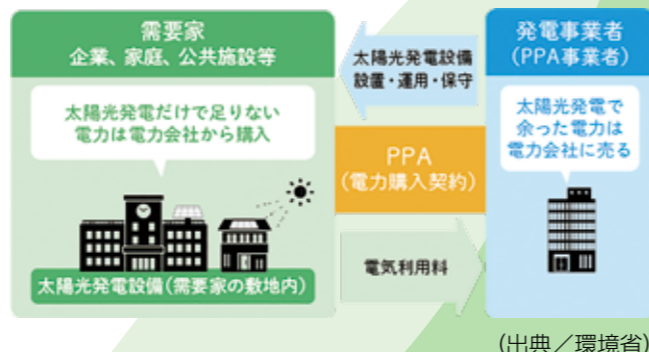 需要家
企業、家庭、公共施設等
太陽光発電だけで足りない
電力は電力会社から購入
太陽光発電設備(需要家の敷地内)
太陽光発電設備
設置・運用・保守
PPA
(電力購入契約)
電気利用料
発電事業者
(PPA事業者)
太陽光発電で
余った電力は
電力会社に売る
(出典／環境省)